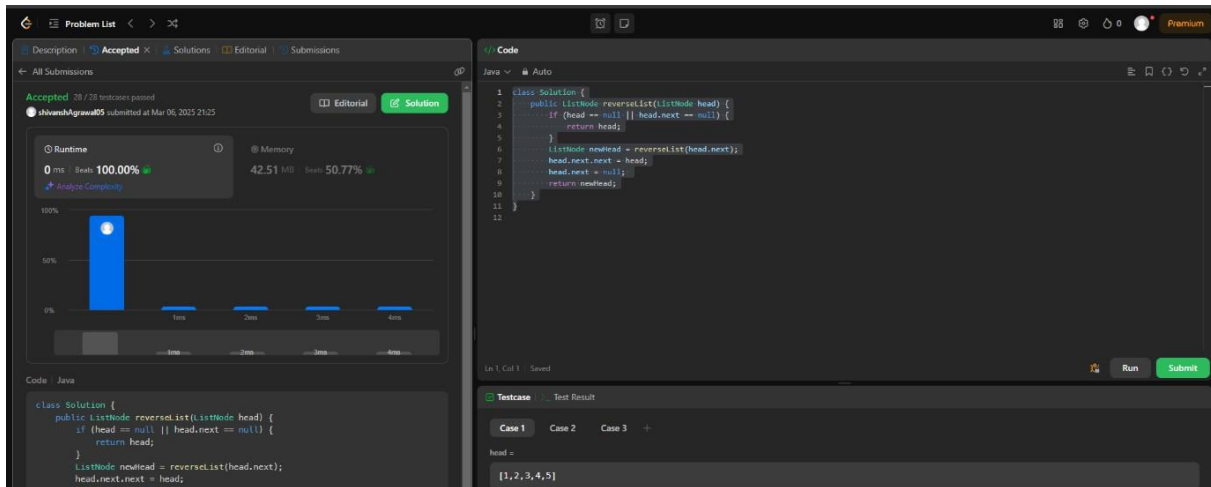 Problem List
Premium
Description
Accepted
Solutions
Editorial
Submissions
All Submissions
Accepted 28 / 28 testcases passed
shivanshAgrawal05 submitted at Mar 06, 2025 21:25
Editorial
Solution
Runtime
0 ms Beats 100.00%
Analyze Complexity
Memory
42.51 MB Beats 50.77%
100%
50%
0%
1ms 2ms 3ms 4ms
1ms 2ms 3ms 4ms
Code Java
class Solution {
public ListNode reverseList(ListNode head) {
if (head == null || head.next == null) {
return head;
}
ListNode newHead = reverseList(head.next);
head.next.next = head;
</> Code
Java Auto
1 class Solution {
2 public ListNode reverseList(ListNode head) {
3 if (head == null || head.next == null) {
4 return head;
5 }
6 ListNode newHead = reverseList(head.next);
7 head.next.next = head;
8 head.next = null;
9 return newHead;
10 }
11 }
12
Ln 1, Col 1 Saved
Run
Submit
Testcase Test Result
Case 1 Case 2 Case 3 +
head =
[1,2,3,4,5]